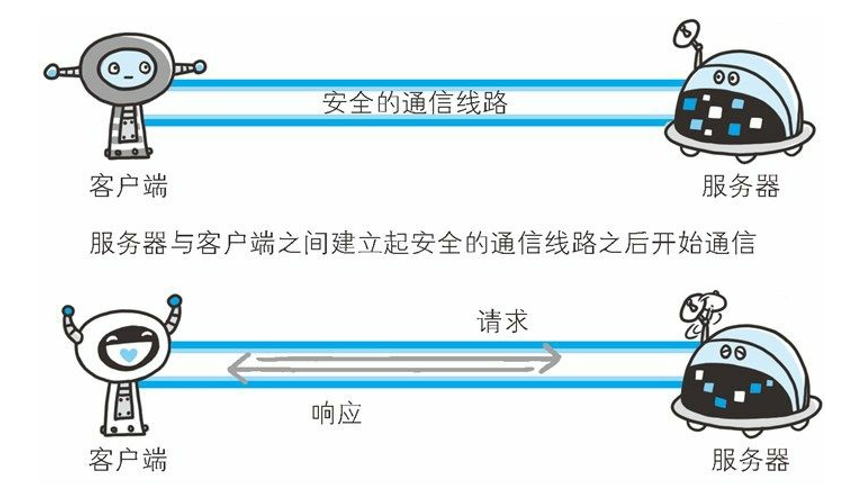 安全的通信线路
客户端
服务器
服务器与客户端之间建立起安全的通信线路之后开始通信
请求
响应
客户端
服务器